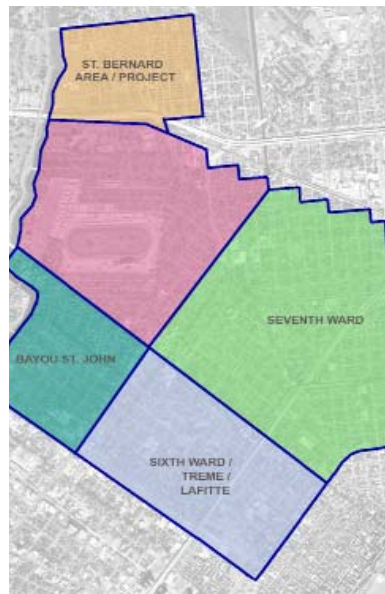 ST. BERNARD
AREA / PROJECT
SEVENTH WARD
BAYOU ST. JOHN
SIXTH WARD /
TREME /
LAFITTE